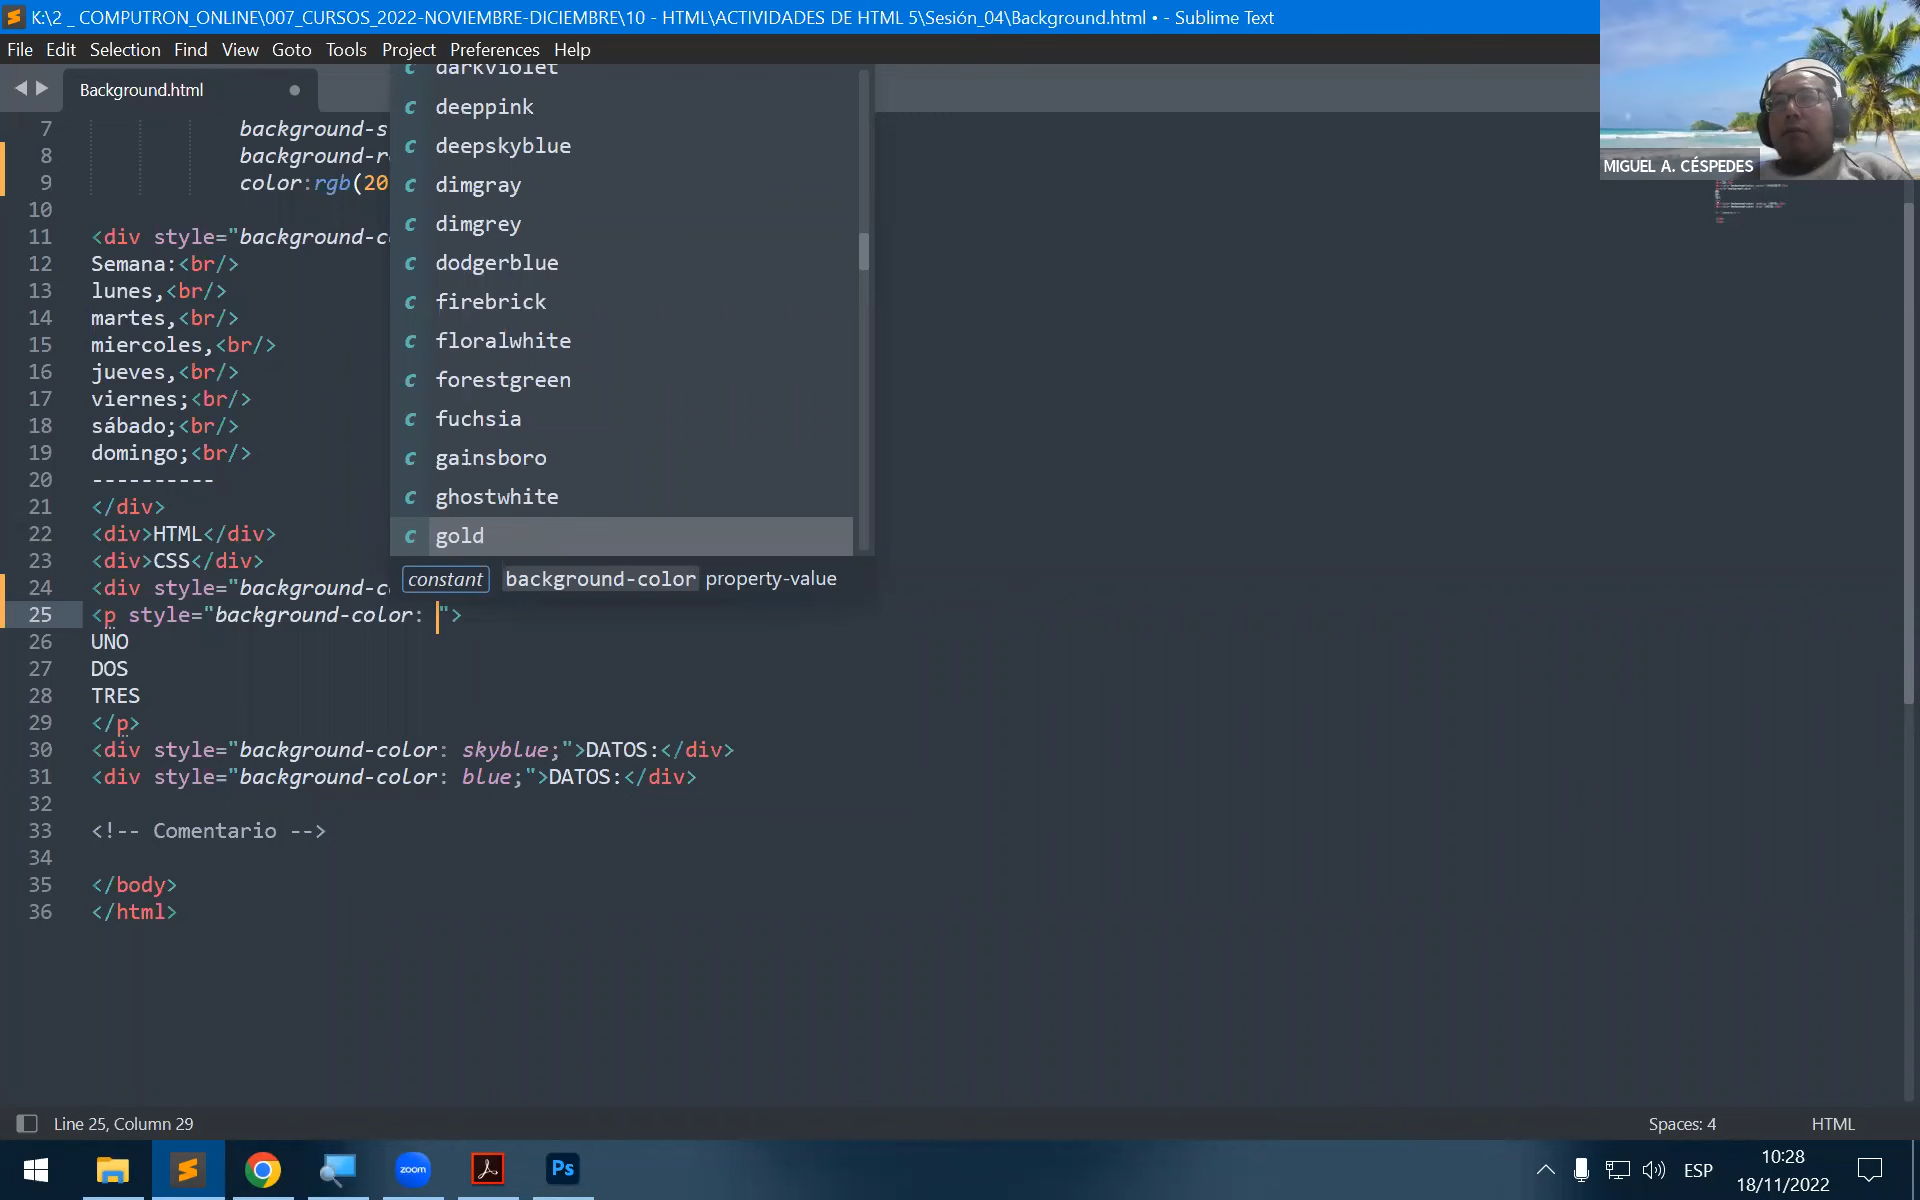 K:\2 _ COMPUTRON_ONLINE\007_CURSOS_2022-NOVIEMBRE-DICIEMBRE\10 - HTML\ACTIVIDADES DE HTML 5\Sesión_04\Background.html • - Sublime Text
File Edit Selection Find View Goto Tools Project Preferences Help
Background.html
MIGUEL A. CÉSPEDES
darkviolet
deeppink
deepskyblue
dimgray
dimgrey
dodgerblue
firebrick
floralwhite
forestgreen
fuchsia
gainsboro
ghostwhite
gold
constant background-color property-value
7 background-s
8 background-r
9 color:rgb(20
10
11 <div style="background-c
12 Semana:<br/>
13 lunes,<br/>
14 martes,<br/>
15 miercoles,<br/>
16 jueves,<br/>
17 viernes;<br/>
18 sábado;<br/>
19 domingo;<br/>
20 ----------
21 </div>
22 <div>HTML</div>
23 <div>CSS</div>
24 <div style="background-c
25 <p style="background-color: ">
26 UNO
27 DOS
28 TRES
29 </p>
30 <div style="background-color: skyblue;">DATOS:</div>
31 <div style="background-color: blue;">DATOS:</div>
32
33 <!-- Comentario -->
34
35 </body>
36 </html>
Line 25, Column 29 Spaces: 4 HTML
zoom Ps ESP 10:28
18/11/2022